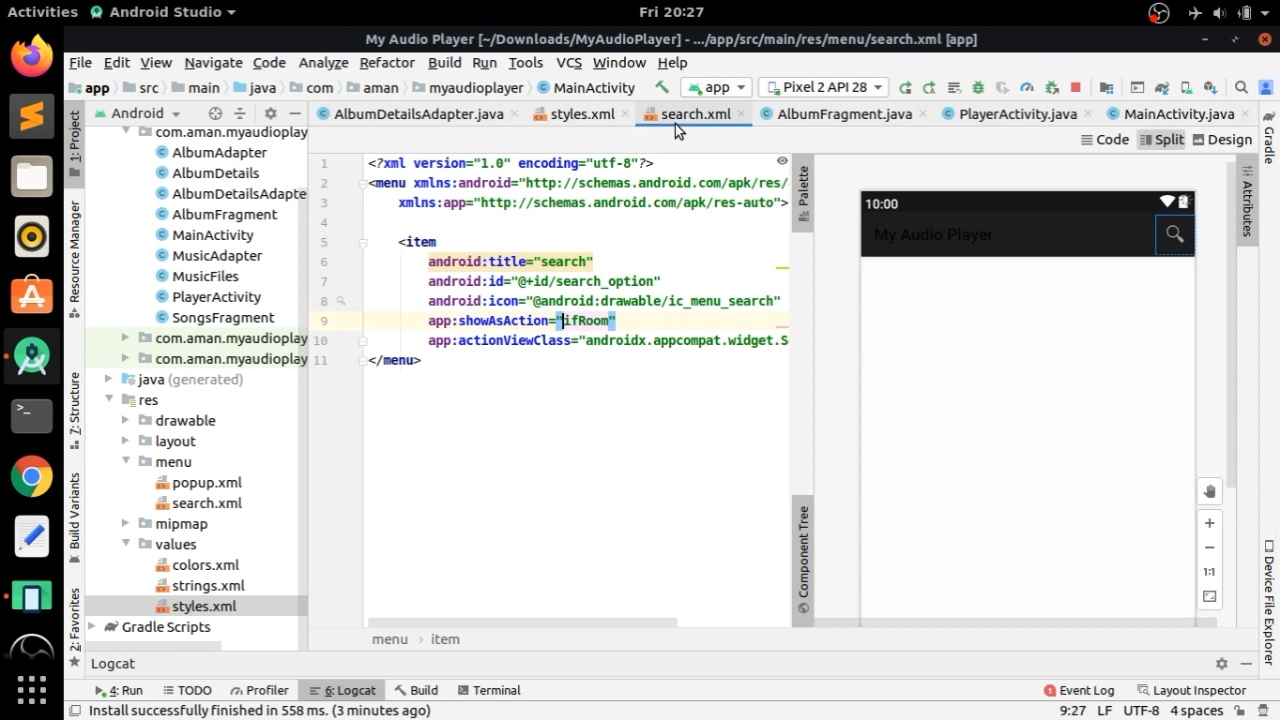 Activities Android Studio Fri 20:27
My Audio Player [~/Downloads/MyAudioPlayer] - .../app/src/main/res/menu/search.xml [app]
File Edit View Navigate Code Analyze Refactor Build Run Tools VCS Window Help
app src main java com aman myaudioplayer MainActivity app Pixel 2 API 28
Android AlbumDetailsAdapter.java styles.xml search.xml AlbumFragment.java PlayerActivity.java MainActivity.java
Code Split Design
1: Project
Resource Manager
7: Structure
Build Variants
2: Favorites
com.aman.myaudioplay
AlbumAdapter
AlbumDetails
AlbumDetailsAdapte
AlbumFragment
MainActivity
MusicAdapter
MusicFiles
PlayerActivity
SongsFragment
com.aman.myaudioplay
com.aman.myaudioplay
java (generated)
res
drawable
layout
menu
popup.xml
search.xml
mipmap
values
colors.xml
strings.xml
styles.xml
Gradle Scripts
1 <?xml version="1.0" encoding="utf-8"?>
2 <menu xmlns:android="http://schemas.android.com/apk/res/
3 xmlns:app="http://schemas.android.com/apk/res-auto">
4
5 <item
6 android:title="search"
7 android:id="@+id/search_option"
8 android:icon="@android:drawable/ic_menu_search"
9 app:showAsAction="ifRoom"
10 app:actionViewClass="androidx.appcompat.widget.S
11 </menu>
Palette
Component Tree
10:00
My Audio Player
1:1
Gradle
Attributes
Device File Explorer
menu › item
Logcat
4: Run TODO Profiler 6: Logcat Build Terminal 1 Event Log Layout Inspector
Install successfully finished in 558 ms. (3 minutes ago) 9:27 LF UTF-8 4 spaces